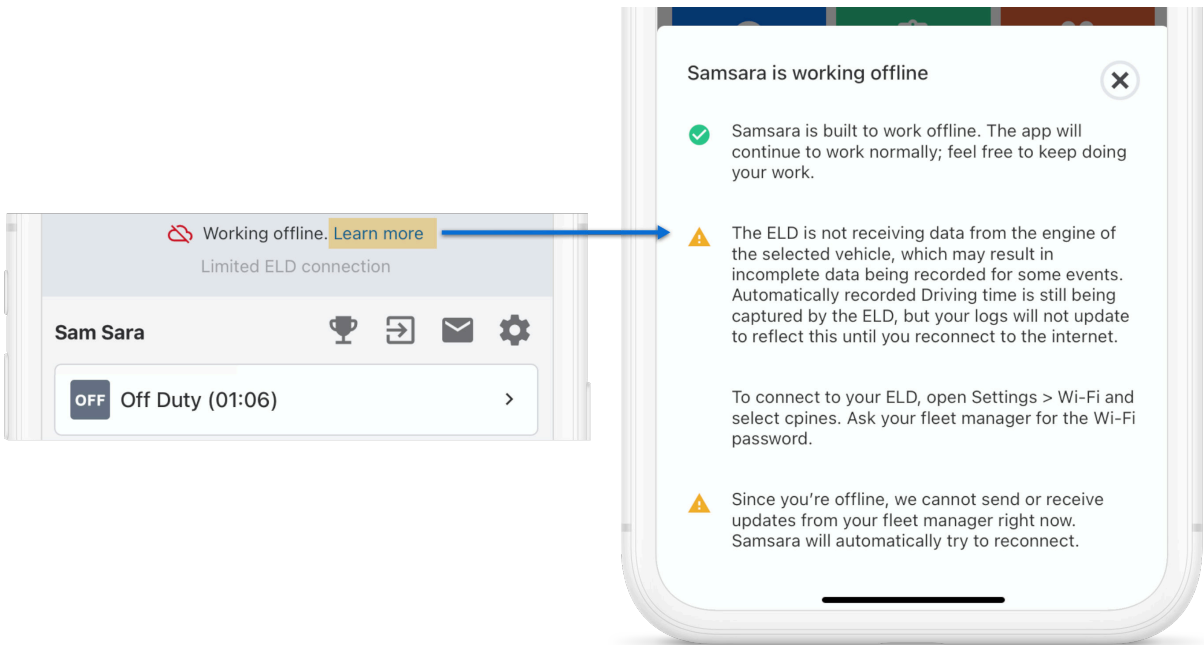 Working offline. Learn more
Limited ELD connection
Sam Sara
OFF Off Duty (01:06)
Samsara is working offline
Samsara is built to work offline. The app will
continue to work normally; feel free to keep doing
your work.
The ELD is not receiving data from the engine of
the selected vehicle, which may result in
incomplete data being recorded for some events.
Automatically recorded Driving time is still being
captured by the ELD, but your logs will not update
to reflect this until you reconnect to the internet.
To connect to your ELD, open Settings > Wi-Fi and
select cpines. Ask your fleet manager for the Wi-Fi
password.
Since you’re offline, we cannot send or receive
updates from your fleet manager right now.
Samsara will automatically try to reconnect.